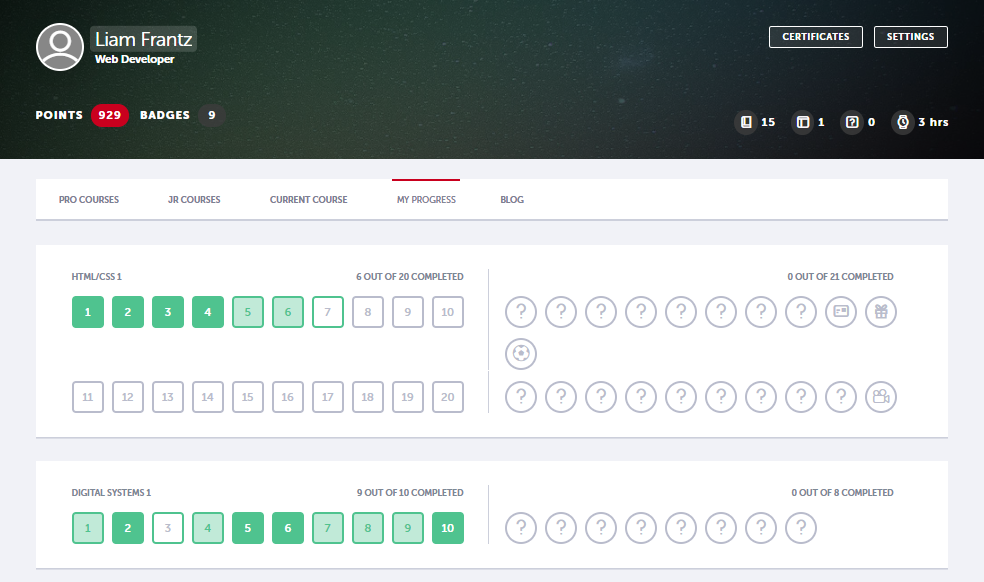 Liam Frantz
Web Developer
CERTIFICATES
SETTINGS
POINTS 929 BADGES 9
15 1 0 3 hrs
PRO COURSES JR COURSES CURRENT COURSE MY PROGRESS BLOG
HTML/CSS 1 6 OUT OF 20 COMPLETED 0 OUT OF 21 COMPLETED
1 2 3 4 5 6 7 8 9 10 ? ? ? ? ? ? ? ?
11 12 13 14 15 16 17 18 19 20 ? ? ? ? ? ? ? ? ?
DIGITAL SYSTEMS 1 9 OUT OF 10 COMPLETED 0 OUT OF 8 COMPLETED
1 2 3 4 5 6 7 8 9 10 ? ? ? ? ? ? ? ?